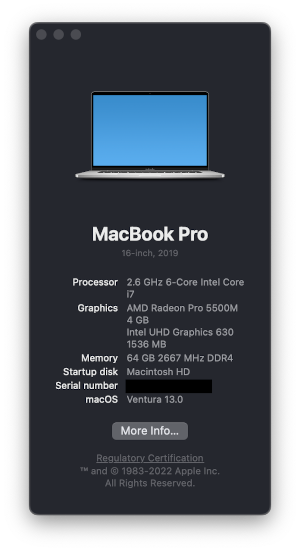 MacBook Pro
16-inch, 2019
Processor 2.6 GHz 6-Core Intel Core
i7
Graphics AMD Radeon Pro 5500M
4 GB
Intel UHD Graphics 630
1536 MB
Memory 64 GB 2667 MHz DDR4
Startup disk Macintosh HD
Serial number
macOS Ventura 13.0
More Info...
Regulatory Certification
™ and © 1983-2022 Apple Inc.
All Rights Reserved.